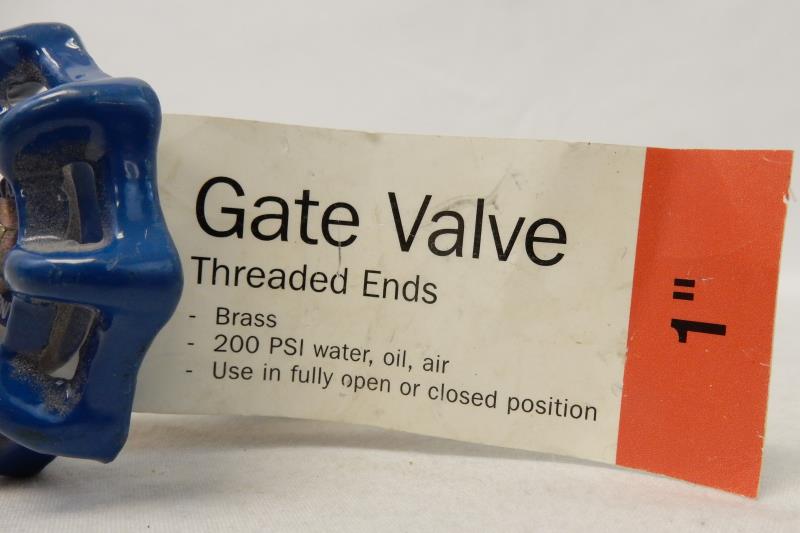 Gate Valve
Threaded Ends
- Brass
- 200 PSI water, oil, air
- Use in fully open or closed position
1"